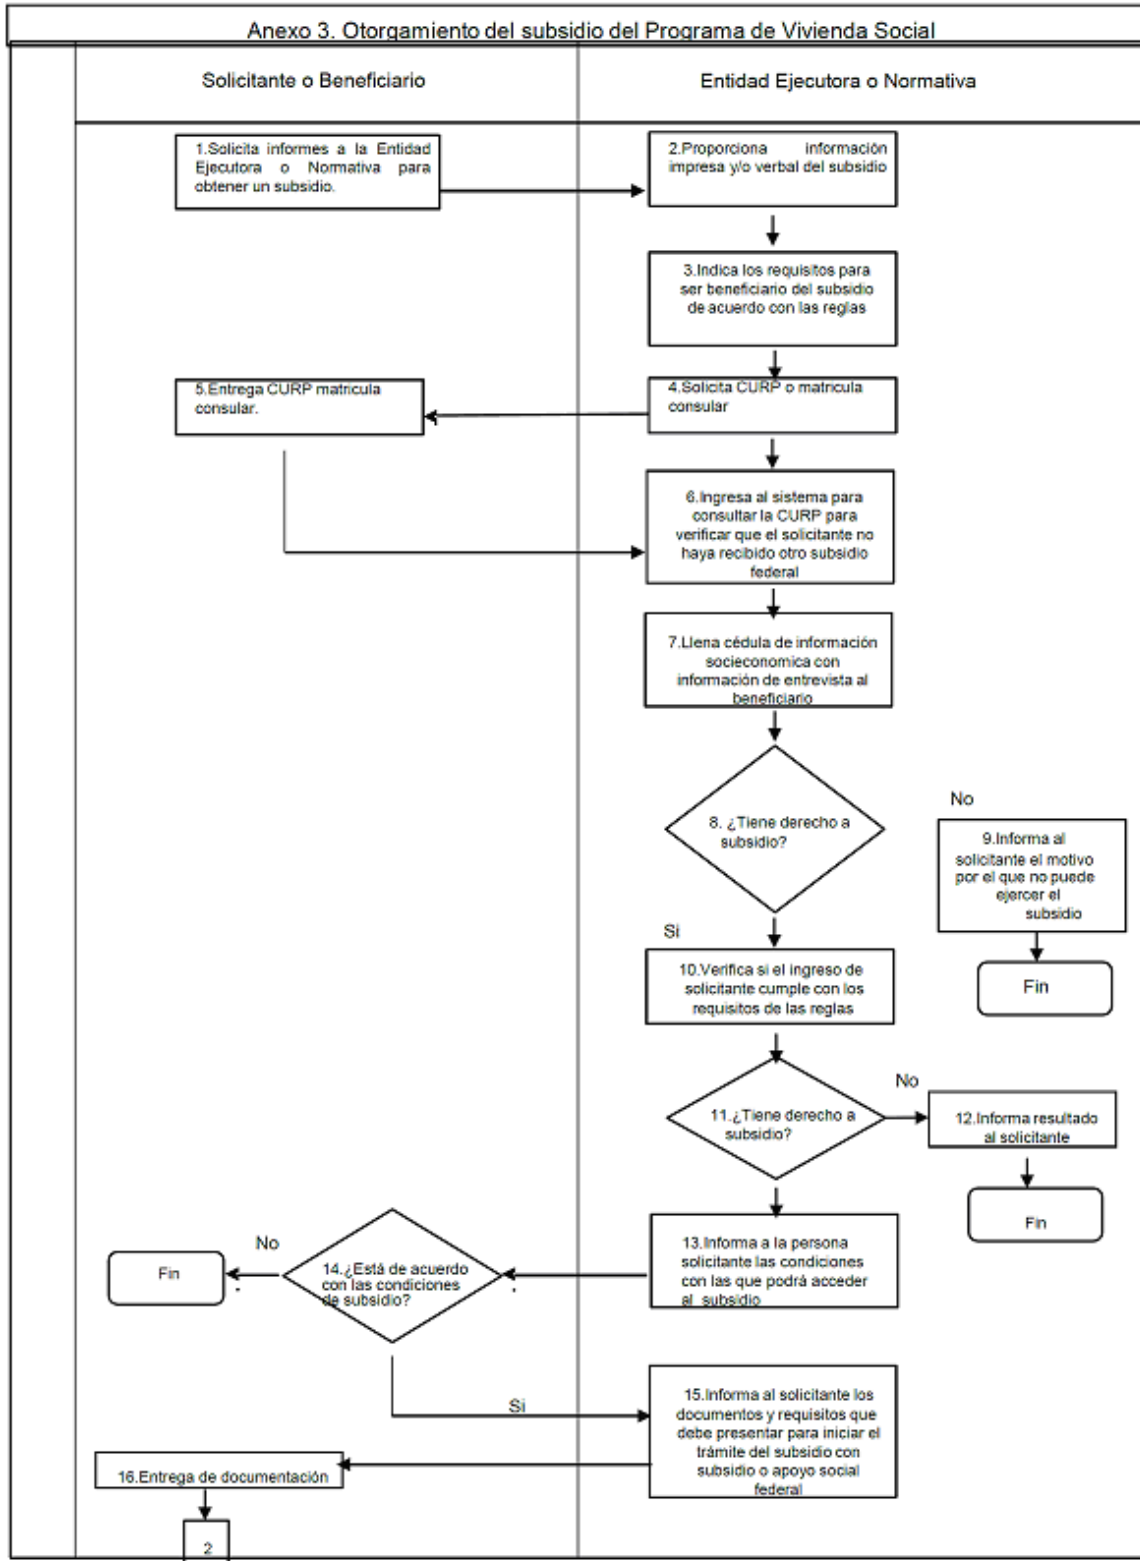 Anexo 3. Otorgamiento del subsidio del Programa de Vivienda Social
Solicitante o Beneficiario
Entidad Ejecutora o Normativa
1.Solicita informes a la Entidad
Ejecutora o Normativa para
obtener un subsidio.
2.Proporciona información
impresa y/o verbal del subsidio
3.Indica los requisitos para
ser beneficiario del subsidio
de acuerdo con las reglas
5.Entrega CURP matricula
consular.
4.Solicita CURP o matricula
consular
6.Ingresa al sistema para
consultar la CURP para
verificar que el solicitante no
haya recibido otro subsidio
federal
7.Llena cédula de información
socieconomica con
información de entrevista al
beneficiario
8. ¿Tiene derecho a
subsidio?
No
9.Informa al
solicitante el motivo
por el que no puede
ejercer el
subsidio
Fin
Si
10.Verifica si el ingreso de
solicitante cumple con los
requisitos de las reglas
11.¿Tiene derecho a
subsidio?
No
12.Informa resultado
al solicitante
Fin
13.Informa a la persona
solicitante las condiciones
con las que podrá acceder
al subsidio
14.¿Está de acuerdo
con las condiciones
de subsidio?
No
Fin
Si
15.Informa al solicitante los
documentos y requisitos que
debe presentar para iniciar el
trámite del subsidio con
subsidio o apoyo social
federal
16.Entrega de documentación
2